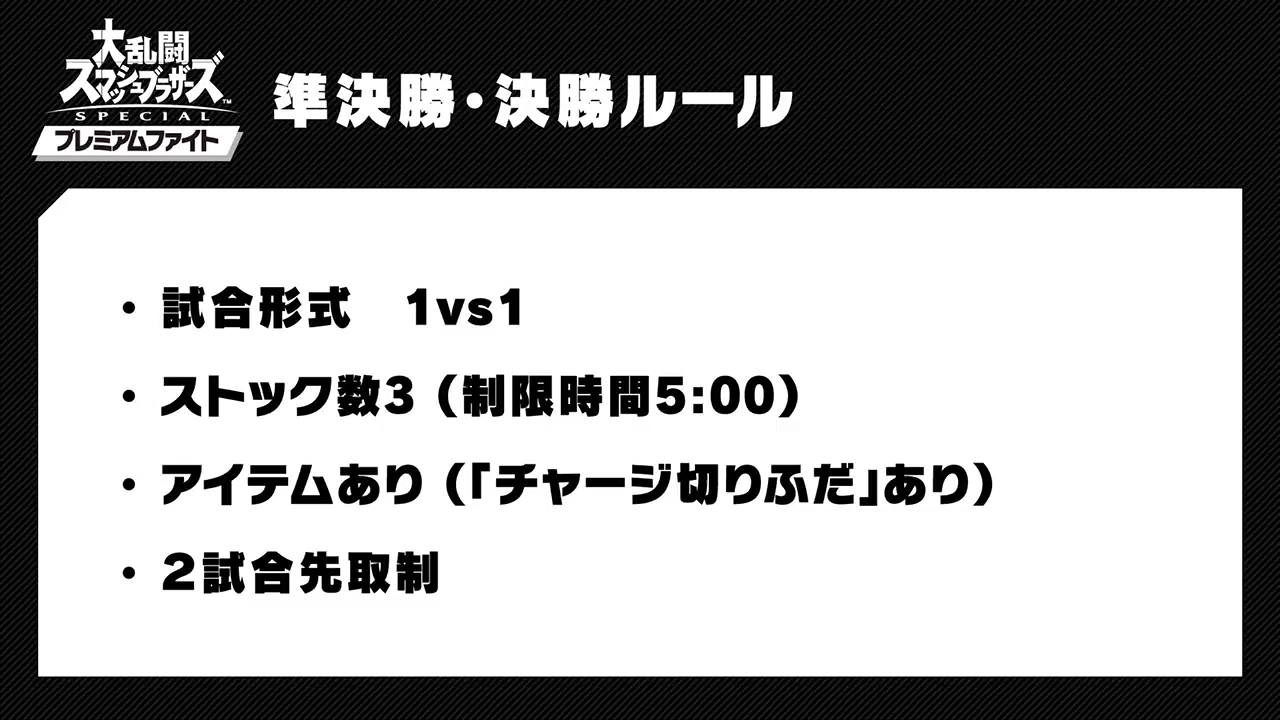 大乱闘
スマッシュブラザーズ™
SPECIAL
プレミアムファイト
準決勝・決勝ルール
・ 試合形式　1vs1
・ ストック数3（制限時間5:00）
・ アイテムあり（「チャージ切りふだ」あり）
・ 2試合先取制